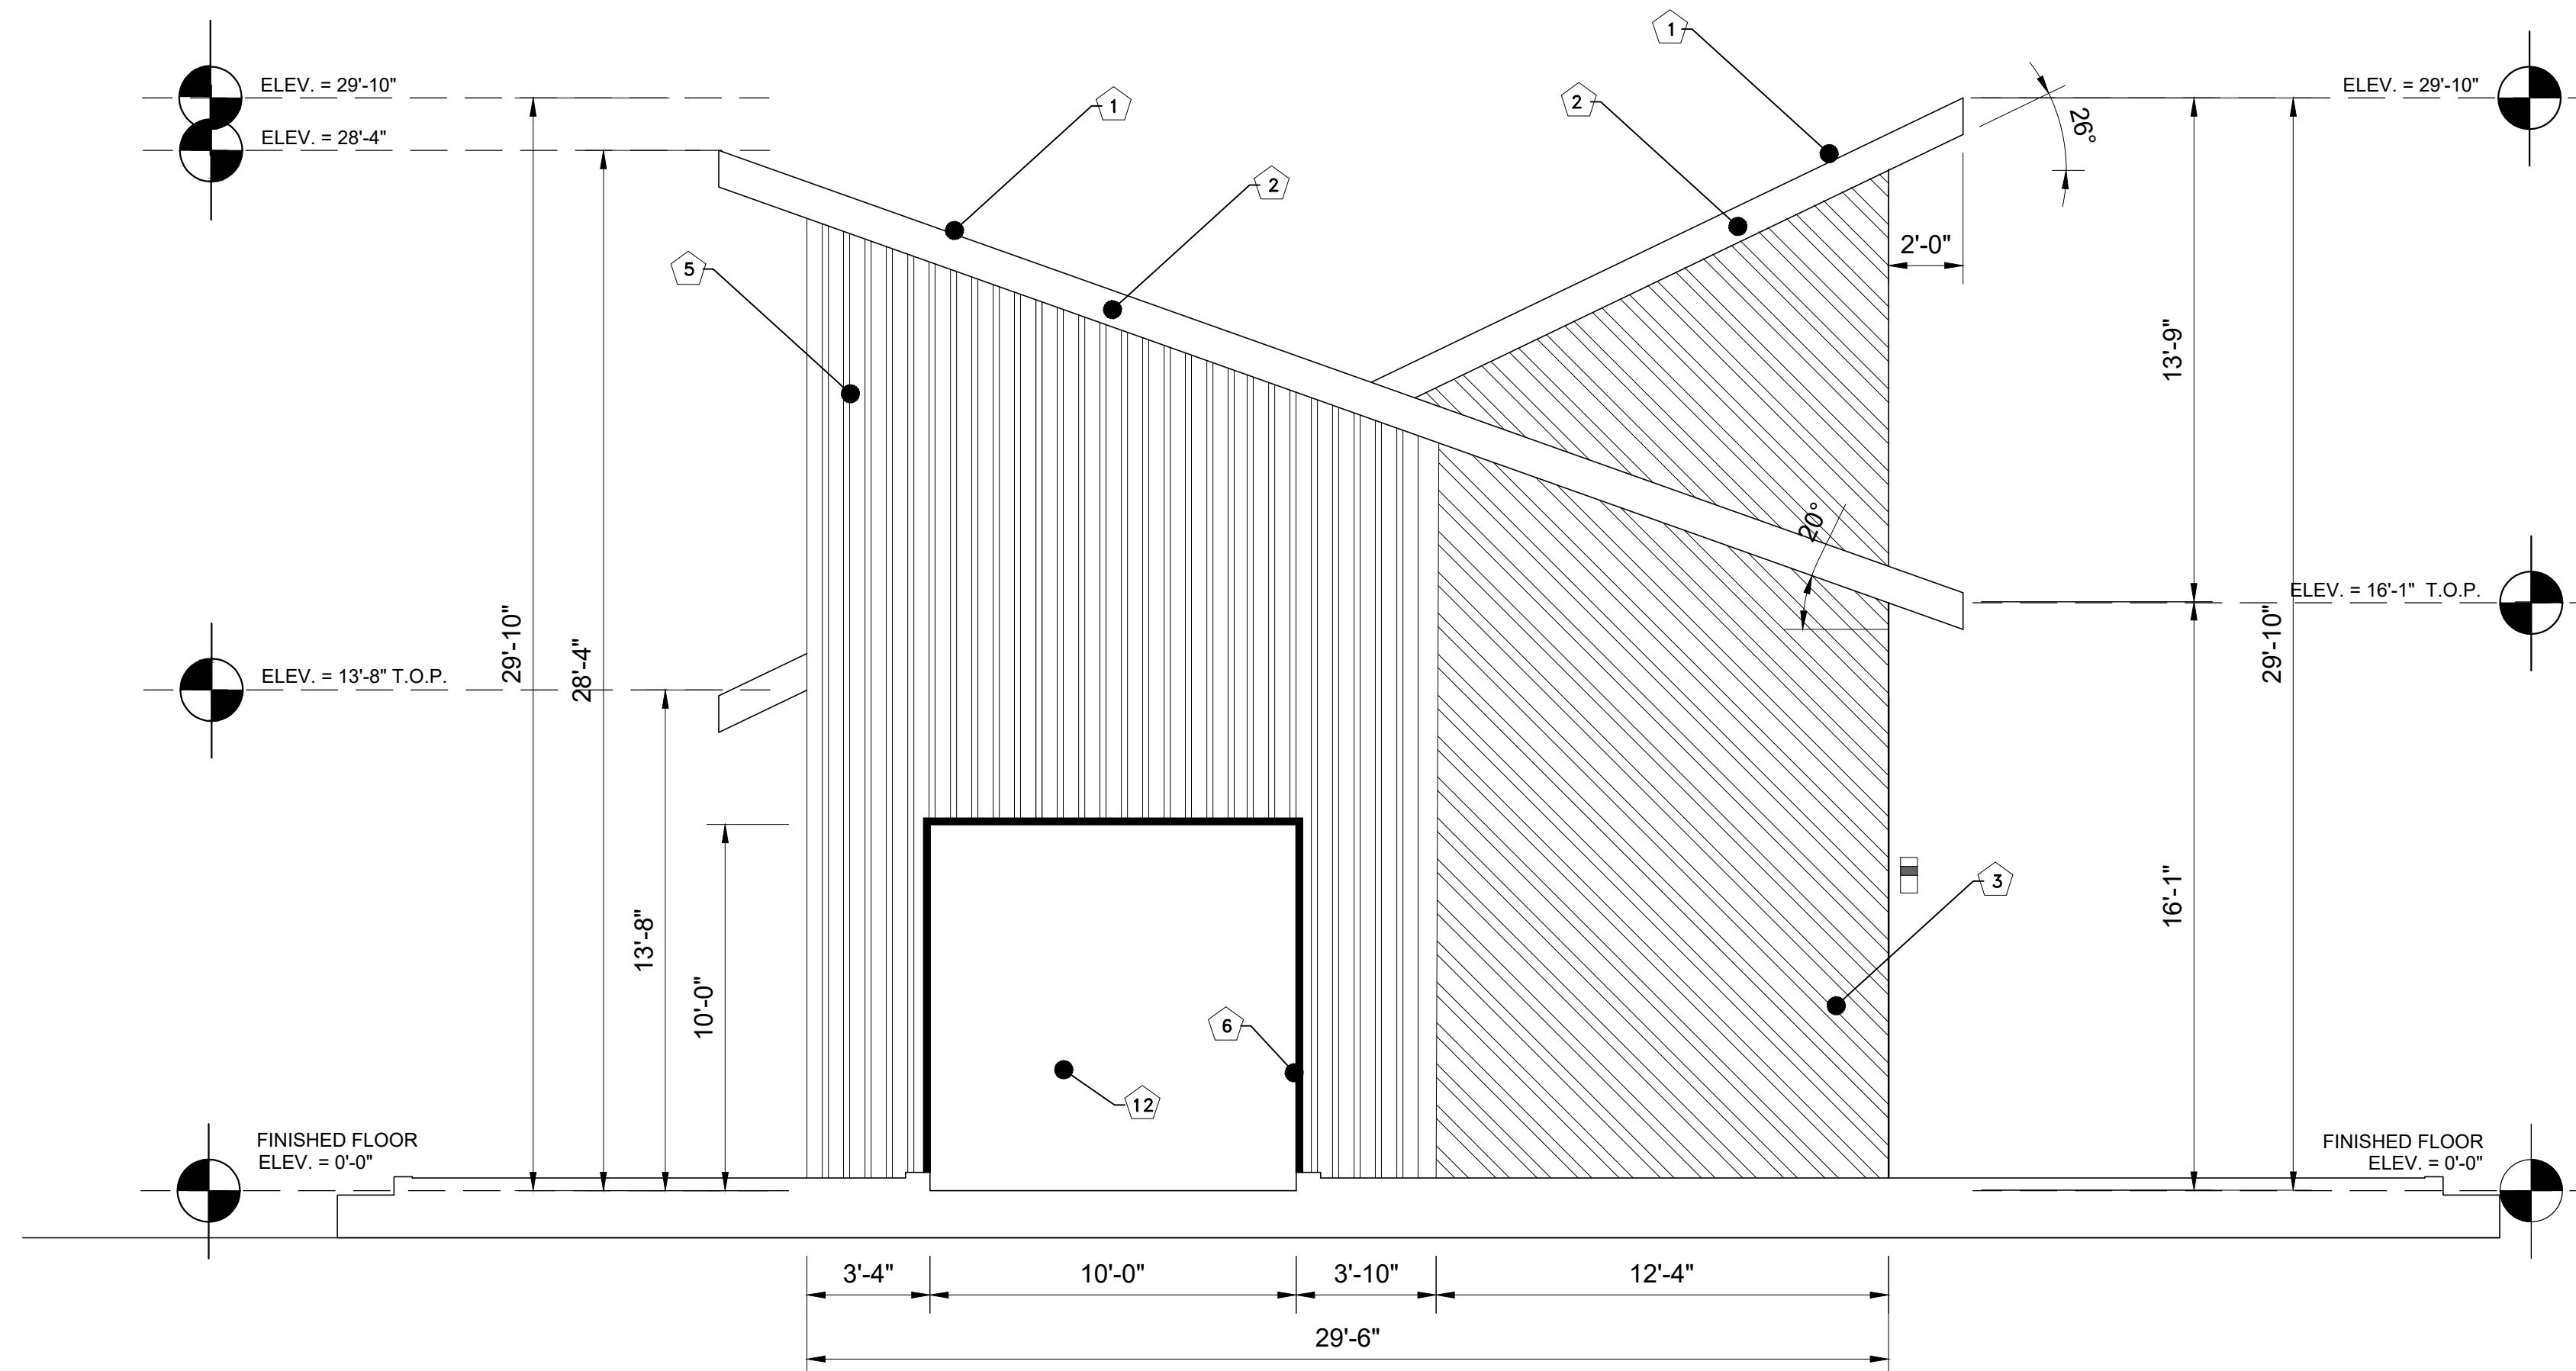 1
ELEV. = 29'-10"
ELEV. = 29'-10"
1
2
26°
ELEV. = 28'-4"
2
2'-0"
5
13'-9"
20°
ELEV. = 16'-1" T.O.P.
29'-10"
28'-4"
29'-10"
ELEV. = 13'-8" T.O.P.
3
13'-8"
16'-1"
10'-0"
6
12
FINISHED FLOOR
ELEV. = 0'-0"
FINISHED FLOOR
ELEV. = 0'-0"
3'-4"
10'-0"
3'-10"
12'-4"
29'-6"